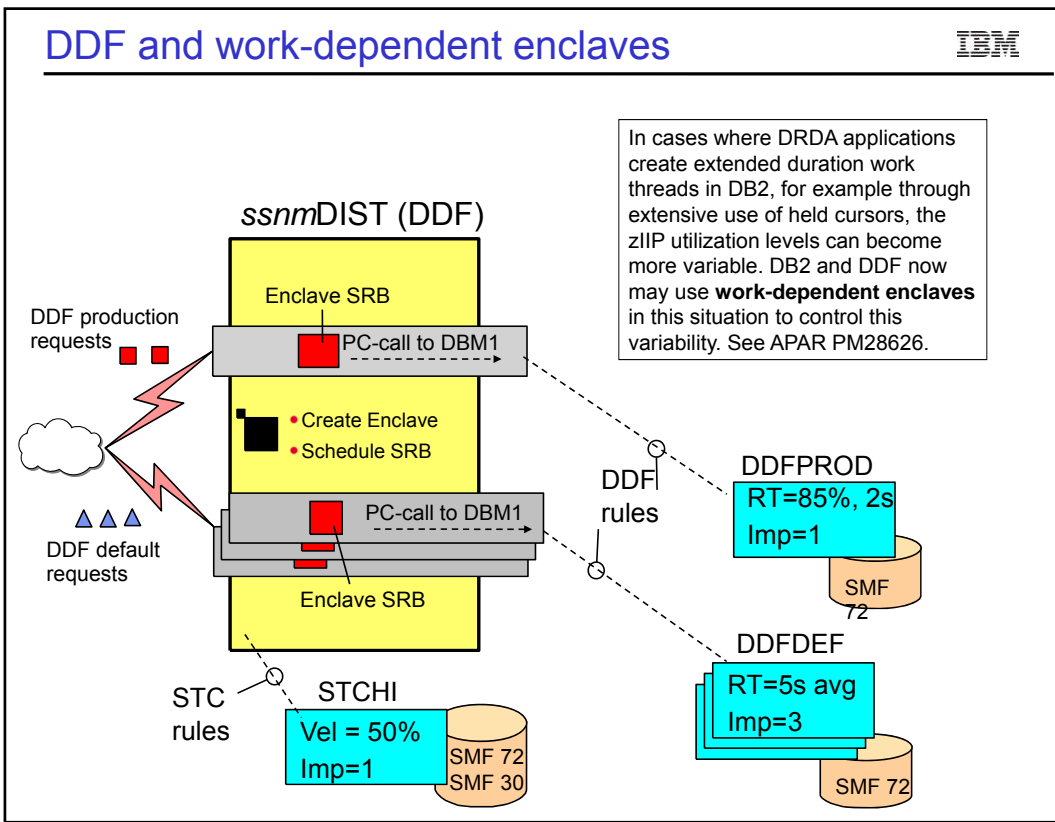 DDF and work-dependent enclaves
IBM
In cases where DRDA applications
create extended duration work
threads in DB2, for example through
extensive use of held cursors, the
zIIP utilization levels can become
more variable. DB2 and DDF now
may use work-dependent enclaves
in this situation to control this
variability. See APAR PM28626.
ssnmDIST (DDF)
Enclave SRB
DDF production
requests
PC-call to DBM1
• Create Enclave
• Schedule SRB
DDF
rules
DDFPROD
RT=85%, 2s
Imp=1
SMF
72
PC-call to DBM1
DDF default
requests
Enclave SRB
DDFDEF
RT=5s avg
Imp=3
SMF 72
STC
rules
STCHI
Vel = 50%
Imp=1
SMF 72
SMF 30